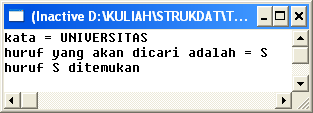 (Inactive D:\KULIAH\STRUKDAT\T...
kata = UNIVERSITAS
huruf yang akan dicari adalah = S
huruf S ditemukan